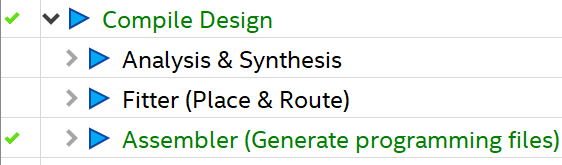 Compile Design
Analysis & Synthesis
Fitter (Place & Route)
Assembler (Generate programming files)